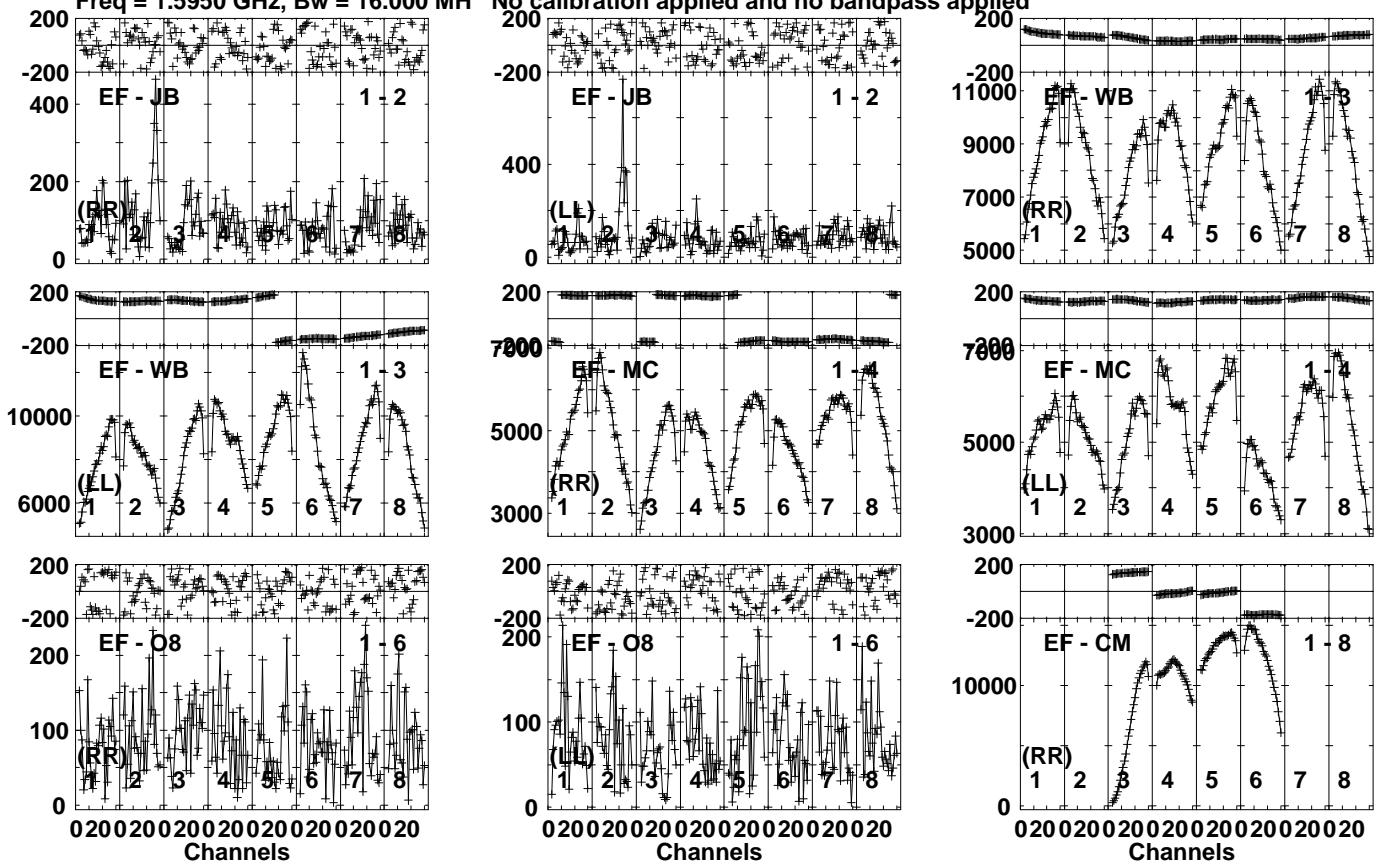 Freq = 1.5950 GHz, Bw = 16.000 MH No calibration applied and no bandpass applied
200
-200
EF - JB 1 - 2
400
200
0
(RR)
1 2 3 4 5 6 7 8
200
-200
EF - JB 1 - 2
400
0
(LL)
1 2 3 4 5 6 7 8
200
-200
EF - WB 1 - 3
11000
9000
7000
5000
(RR)
1 2 3 4 5 6 7 8
200
-200
EF - WB 1 - 3
10000
6000
(LL)
1 2 3 4 5 6 7 8
200
-200
7000
EF - MC 1 - 4
5000
3000
(RR)
1 2 3 4 5 6 7 8
200
-200
7000
EF - MC 1 - 4
5000
3000
(LL)
1 2 3 4 5 6 7 8
200
-200
EF - O8 1 - 6
200
100
0
(RR)
1 2 3 4 5 6 7 8
0 20 0 20 0 20 0 20 0 20 0 20 0 20 0 20
Channels
200
-200
EF - O8 1 - 6
200
100
0
(LL)
1 2 3 4 5 6 7 8
0 20 0 20 0 20 0 20 0 20 0 20 0 20 0 20
Channels
200
-200
EF - CM 1 - 8
10000
0
(RR)
1 2 3 4 5 6 7 8
0 20 0 20 0 20 0 20 0 20 0 20 0 20 0 20
Channels